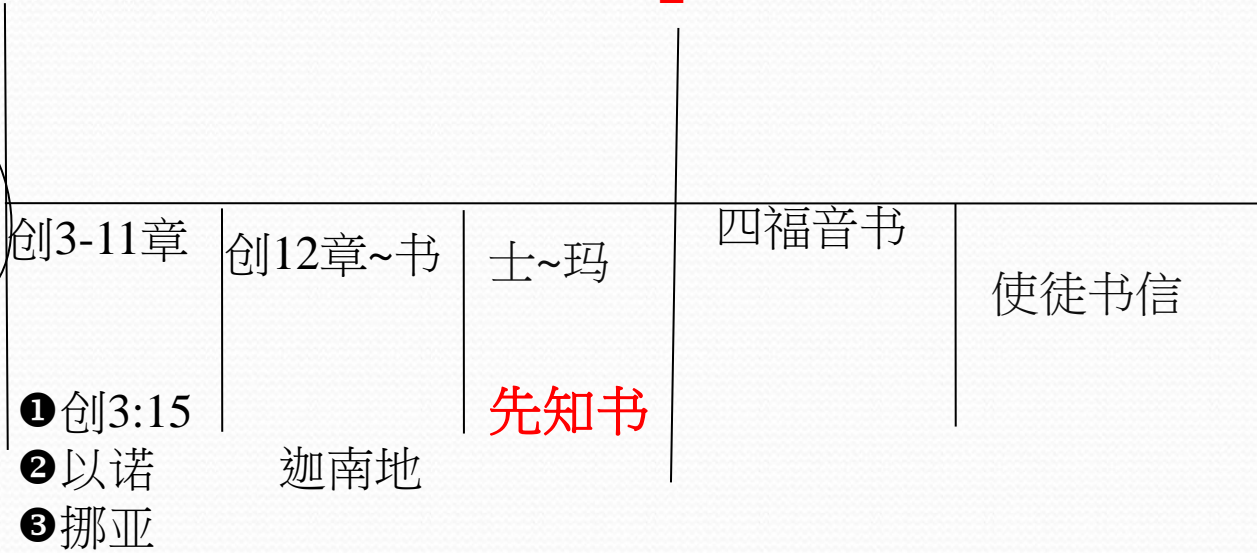 创3-11章
创12章~书
士~玛
四福音书
使徒书信
❶创3:15
❷以诺
❸挪亚
迦南地
先知书